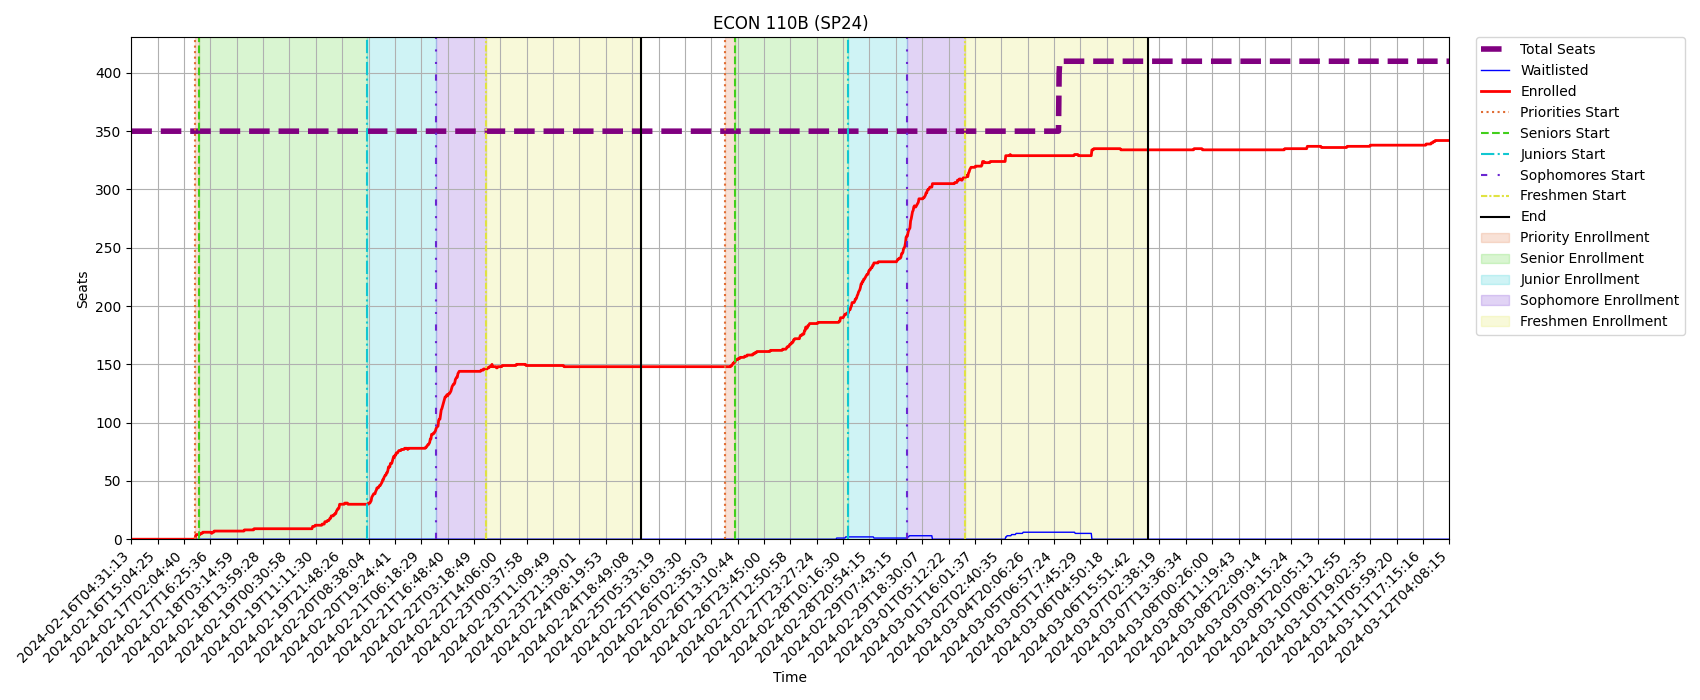 ECON 110B (SP24)
Seats
400
350
300
250
200
150
100
50
0
2024-02-16T04:31:13
2024-02-16T15:04:25
2024-02-17T02:04:40
2024-02-17T16:25:36
2024-02-18T03:14:59
2024-02-18T13:59:28
2024-02-19T00:30:58
2024-02-19T11:11:30
2024-02-19T21:48:26
2024-02-20T08:38:04
2024-02-20T19:24:41
2024-02-21T06:18:29
2024-02-21T16:48:40
2024-02-22T03:18:49
2024-02-22T14:06:00
2024-02-23T00:37:58
2024-02-23T11:09:49
2024-02-23T21:39:01
2024-02-24T08:19:53
2024-02-24T18:49:08
2024-02-25T05:33:19
2024-02-25T16:03:30
2024-02-26T02:35:03
2024-02-26T13:10:44
2024-02-26T23:45:00
2024-02-27T12:50:58
2024-02-27T23:27:24
2024-02-28T10:16:30
2024-02-28T20:54:15
2024-02-29T07:43:15
2024-02-29T18:30:07
2024-03-01T05:12:22
2024-03-01T16:01:37
2024-03-02T02:40:35
2024-03-04T20:06:26
2024-03-05T06:57:24
2024-03-05T17:45:29
2024-03-06T04:50:18
2024-03-06T15:51:42
2024-03-07T02:38:19
2024-03-07T13:36:34
2024-03-08T00:26:00
2024-03-08T11:19:43
2024-03-08T22:09:14
2024-03-09T09:15:24
2024-03-09T20:05:13
2024-03-10T08:12:55
2024-03-10T19:02:35
2024-03-11T05:59:20
2024-03-11T17:15:16
2024-03-12T04:08:15
Time
Total Seats
Waitlisted
Enrolled
Priorities Start
Seniors Start
Juniors Start
Sophomores Start
Freshmen Start
End
Priority Enrollment
Senior Enrollment
Junior Enrollment
Sophomore Enrollment
Freshmen Enrollment